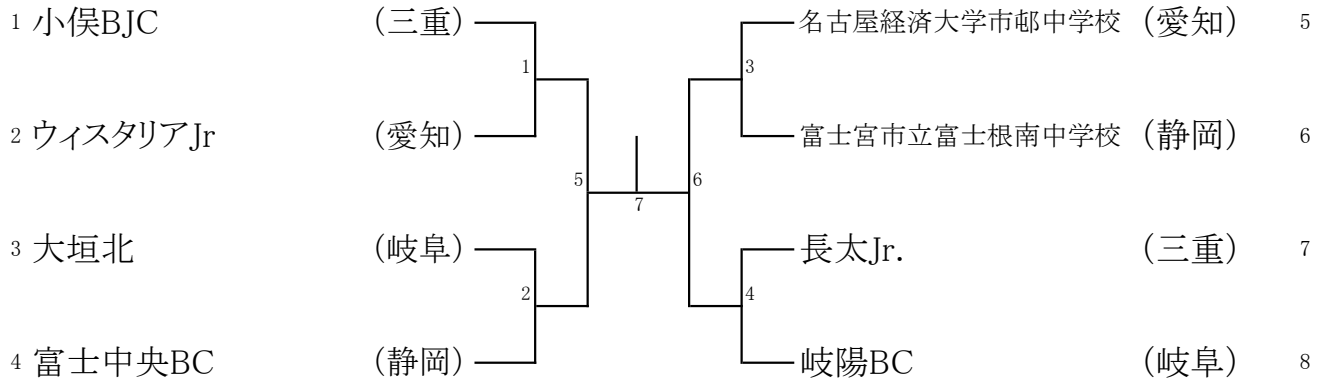 1 小俣BJC (三重) 名古屋経済大学市邨中学校 (愛知) 5
1 3
2 ウィスタリアJr (愛知) 富士宮市立富士根南中学校 (静岡) 6
5 6
7
3 大垣北 (岐阜) 長太Jr. (三重) 7
2 4
4 富士中央BC (静岡) 岐陽BC (岐阜) 8